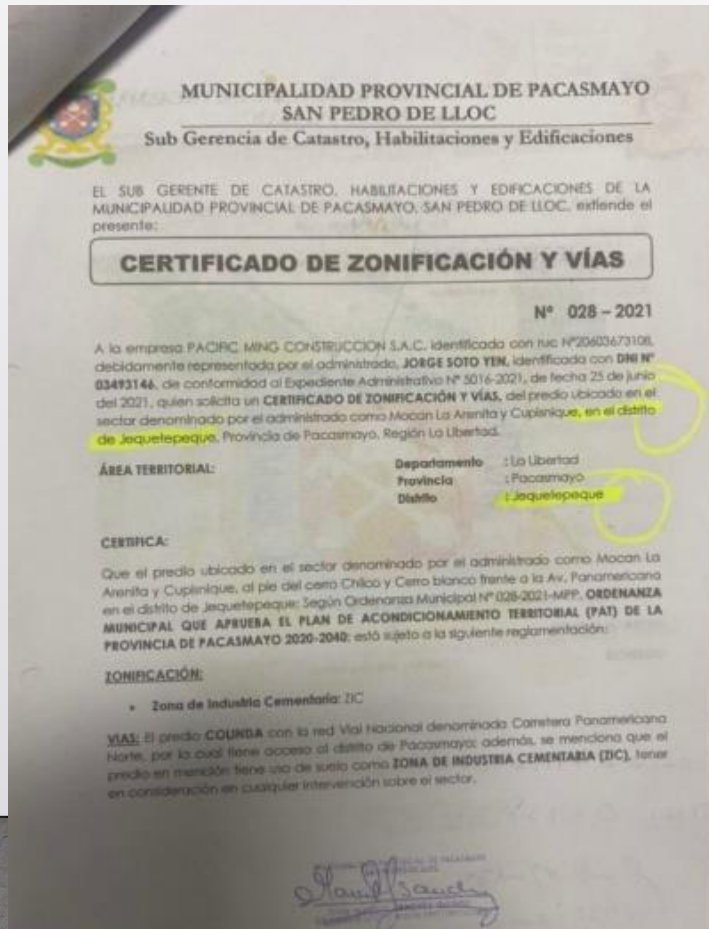 MUNICIPALIDAD PROVINCIAL DE PACASMAYO
SAN PEDRO DE LLOC
Sub Gerencia de Catastro, Habilitaciones y Edificaciones
EL SUB GERENTE DE CATASTRO, HABILITACIONES Y EDIFICACIONES DE LA
MUNICIPALIDAD PROVINCIAL DE PACASMAYO, SAN PEDRO DE LLOC, extiende el
presente:
CERTIFICADO DE ZONIFICACIÓN Y VÍAS
Nº 028 – 2021
A la empresa PACIFIC MING CONSTRUCCION S.A.C. identificada con ruc Nº20603673108,
debidamente representada por el administrado, JORGE SOTO YEN, identificada con DNI Nº
03493146, de conformidad al Expediente Administrativo Nº 5016-2021, de fecha 25 de junio
del 2021, quien solicita un CERTIFICADO DE ZONIFICACIÓN Y VÍAS, del predio ubicado en el
sector denominado por el administrado como Mocan La Arenita y Cupisnique, en el distrito
de Jequetepeque, Provincia de Pacasmayo, Región La Libertad.
ÁREA TERRITORIAL:
Departamento : La Libertad
Provincia : Pacasmayo
Distrito : Jequetepeque
CERTIFICA:
Que el predio ubicado en el sector denominado por el administrado como Mocan La
Arenita y Cupisnique, al pie del cerro Chilco y Cerro blanco frente a la Av. Panamericana
en el distrito de Jequetepeque; Según Ordenanza Municipal Nº 028-2021-MPP, ORDENANZA
MUNICIPAL QUE APRUEBA EL PLAN DE ACONDICIONAMIENTO TERRITORIAL (PAT) DE LA
PROVINCIA DE PACASMAYO 2020-2040; está sujeto a la siguiente reglamentación:
ZONIFICACIÓN:
• Zona de Industria Cementaria: ZIC
VIAS: El predio COLINDA con la red Vial Nacional denominada Carretera Panamericana
Norte, por la cual tiene acceso al distrito de Pacasmayo; además, se menciona que el
predio en mención tiene uso de suelo como ZONA DE INDUSTRIA CEMENTARIA (ZIC), tener
en consideración en cualquier intervención sobre el sector.